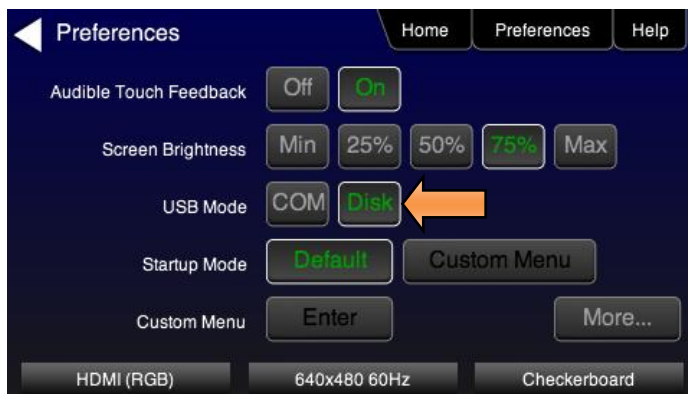 Preferences Home Preferences Help
Audible Touch Feedback Off On
Screen Brightness Min 25% 50% 75% Max
USB Mode COM Disk
Startup Mode Default Custom Menu
Custom Menu Enter More...
HDMI (RGB) 640x480 60Hz Checkerboard